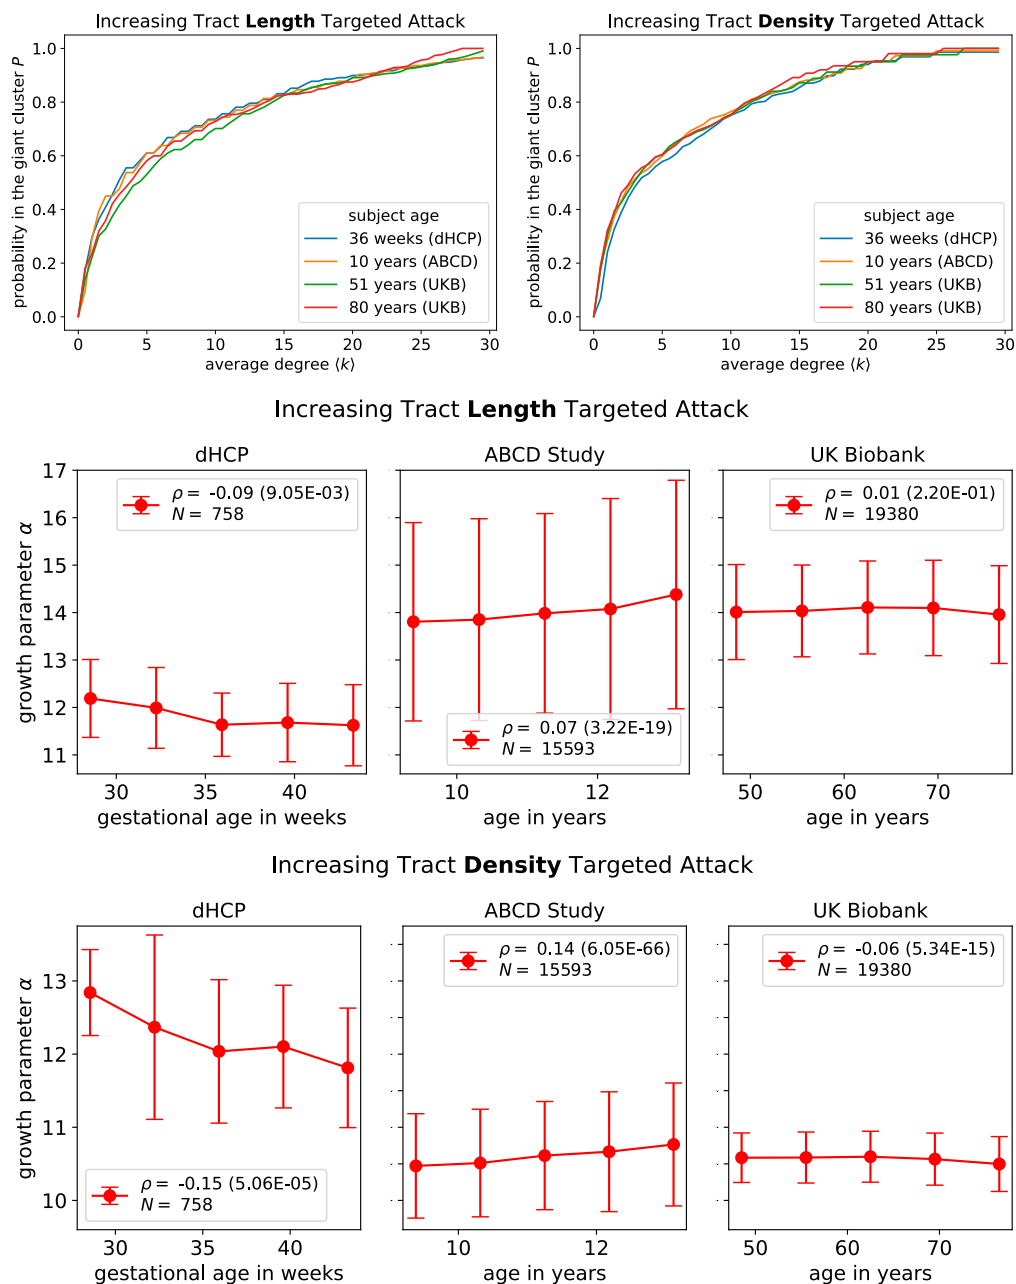 Increasing Tract Length Targeted Attack
probability in the giant cluster P
1.0
0.8
0.6
0.4
0.2
0.0
subject age
36 weeks (dHCP)
10 years (ABCD)
51 years (UKB)
80 years (UKB)
0 5 10 15 20 25 30
average degree ⟨k⟩
Increasing Tract Density Targeted Attack
probability in the giant cluster P
1.0
0.8
0.6
0.4
0.2
0.0
subject age
36 weeks (dHCP)
10 years (ABCD)
51 years (UKB)
80 years (UKB)
0 5 10 15 20 25 30
average degree ⟨k⟩
Increasing Tract Length Targeted Attack
growth parameter α
17
16
15
14
13
12
11
dHCP
ρ = -0.09 (9.05E-03)
N = 758
30 35 40
gestational age in weeks
ABCD Study
ρ = 0.07 (3.22E-19)
N = 15593
10 12
age in years
UK Biobank
ρ = 0.01 (2.20E-01)
N = 19380
50 60 70
age in years
Increasing Tract Density Targeted Attack
growth parameter α
13
12
11
10
dHCP
ρ = -0.15 (5.06E-05)
N = 758
30 35 40
gestational age in weeks
ABCD Study
ρ = 0.14 (6.05E-66)
N = 15593
10 12
age in years
UK Biobank
ρ = -0.06 (5.34E-15)
N = 19380
50 60 70
age in years